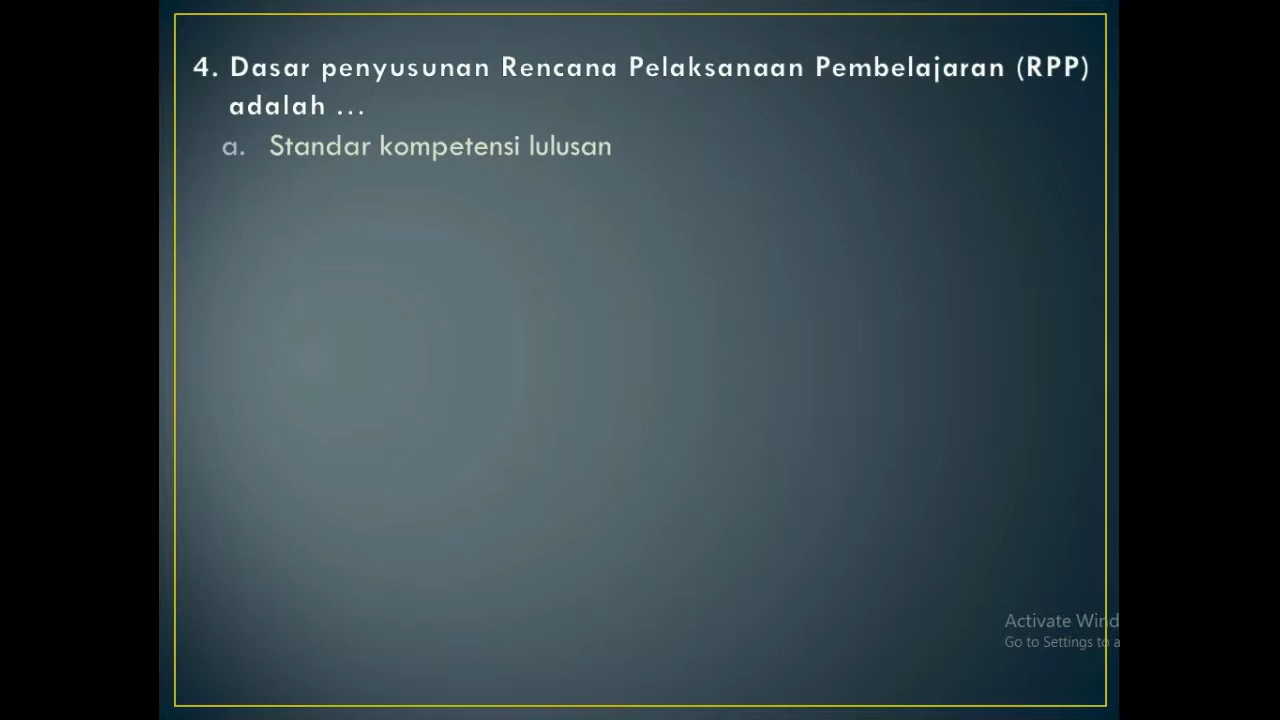 4. Dasar penyusunan Rencana Pelaksanaan Pembelajaran (RPP)
adalah ...
a. Standar kompetensi lulusan
Activate Wind
Go to Settings to a